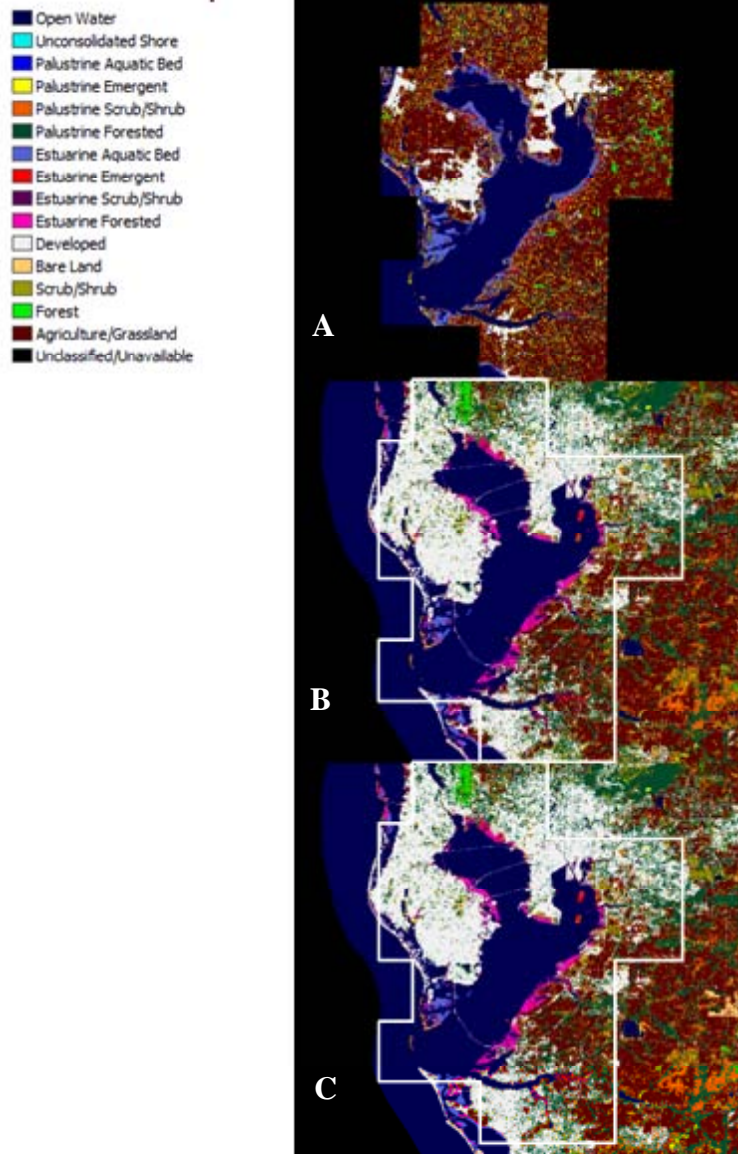 Open Water
Unconsolidated Shore
Palustrine Aquatic Bed
Palustrine Emergent
Palustrine Scrub/Shrub
Palustrine Forested
Estuarine Aquatic Bed
Estuarine Emergent
Estuarine Scrub/Shrub
Estuarine Forested
Developed
Bare Land
Scrub/Shrub
Forest
Agriculture/Grassland
Unclassified/Unavailable
A
B
C